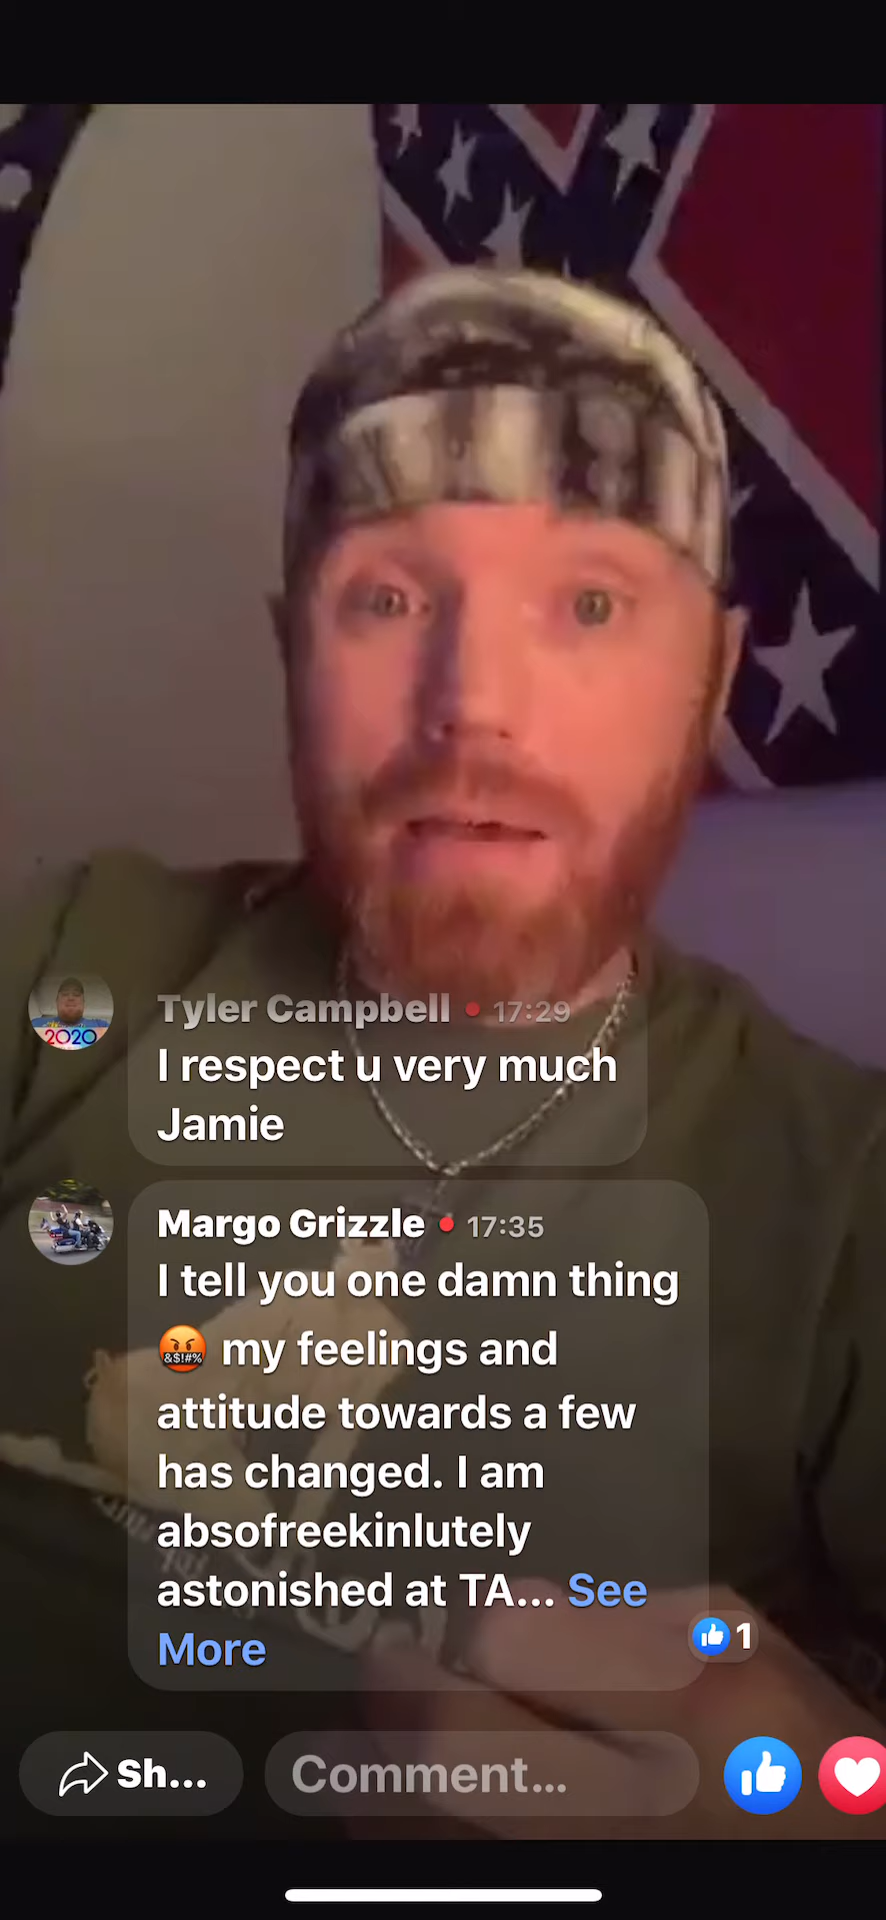 2020
Tyler Campbell • 17:29
I respect u very much
Jamie
Margo Grizzle • 17:35
I tell you one damn thing
🤬 my feelings and
attitude towards a few
has changed. I am
absofreekinlutely
astonished at TA... See
More
1
Sh...
Comment...